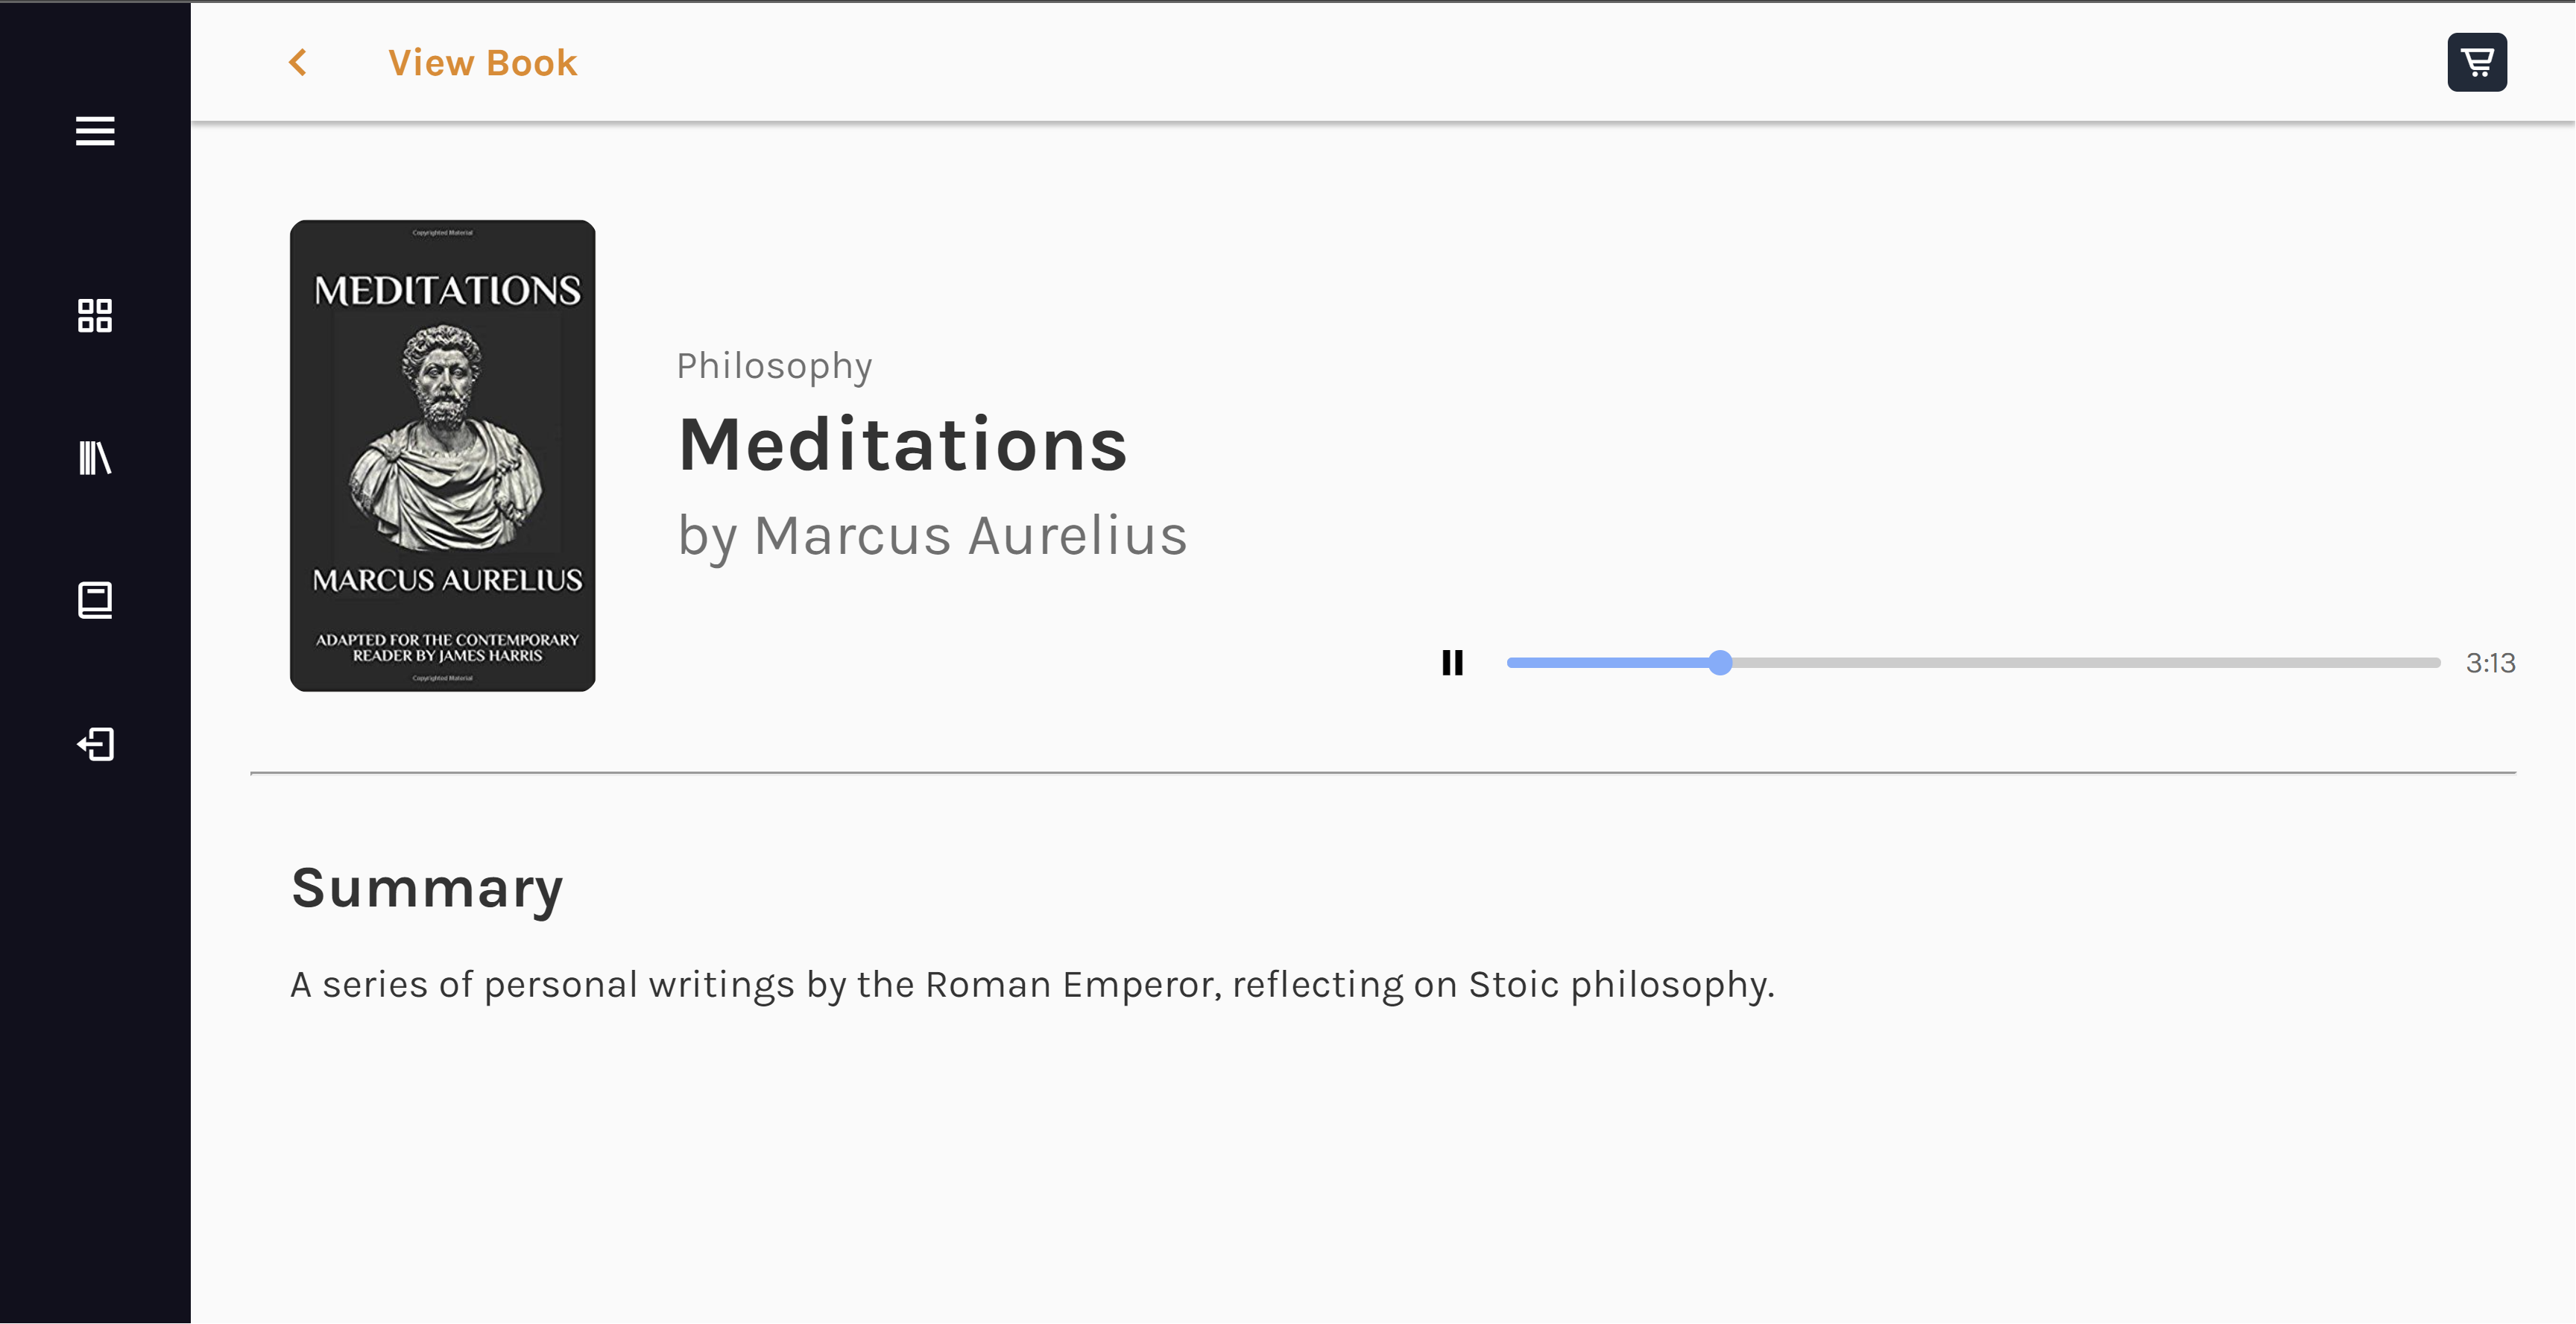 View Book
Copyrighted Material
MEDITATIONS
MARCUS AURELIUS
ADAPTED FOR THE CONTEMPORARY
READER BY JAMES HARRIS
Copyrighted Material
Philosophy
Meditations
by Marcus Aurelius
3:13
Summary
A series of personal writings by the Roman Emperor, reflecting on Stoic philosophy.